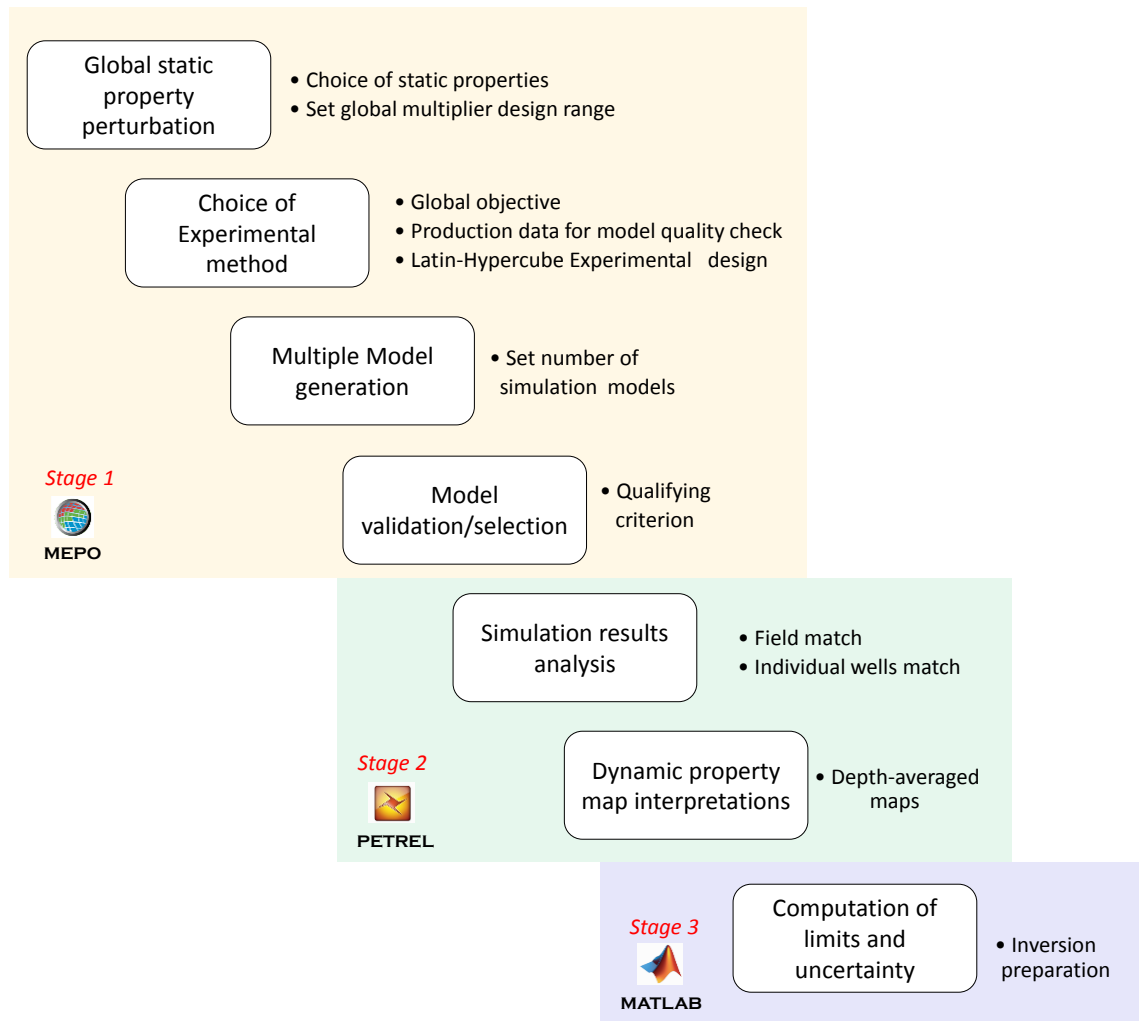 Global static
property
perturbation
• Choice of static properties
• Set global multiplier design range
Choice of
Experimental
method
• Global objective
• Production data for model quality check
• Latin-Hypercube Experimental design
Multiple Model
generation
• Set number of
simulation models
Stage 1
MEPO
Model
validation/selection
• Qualifying
criterion
Simulation results
analysis
• Field match
• Individual wells match
Stage 2
PETREL
Dynamic property
map interpretations
• Depth-averaged
maps
Stage 3
MATLAB
Computation of
limits and
uncertainty
• Inversion
preparation